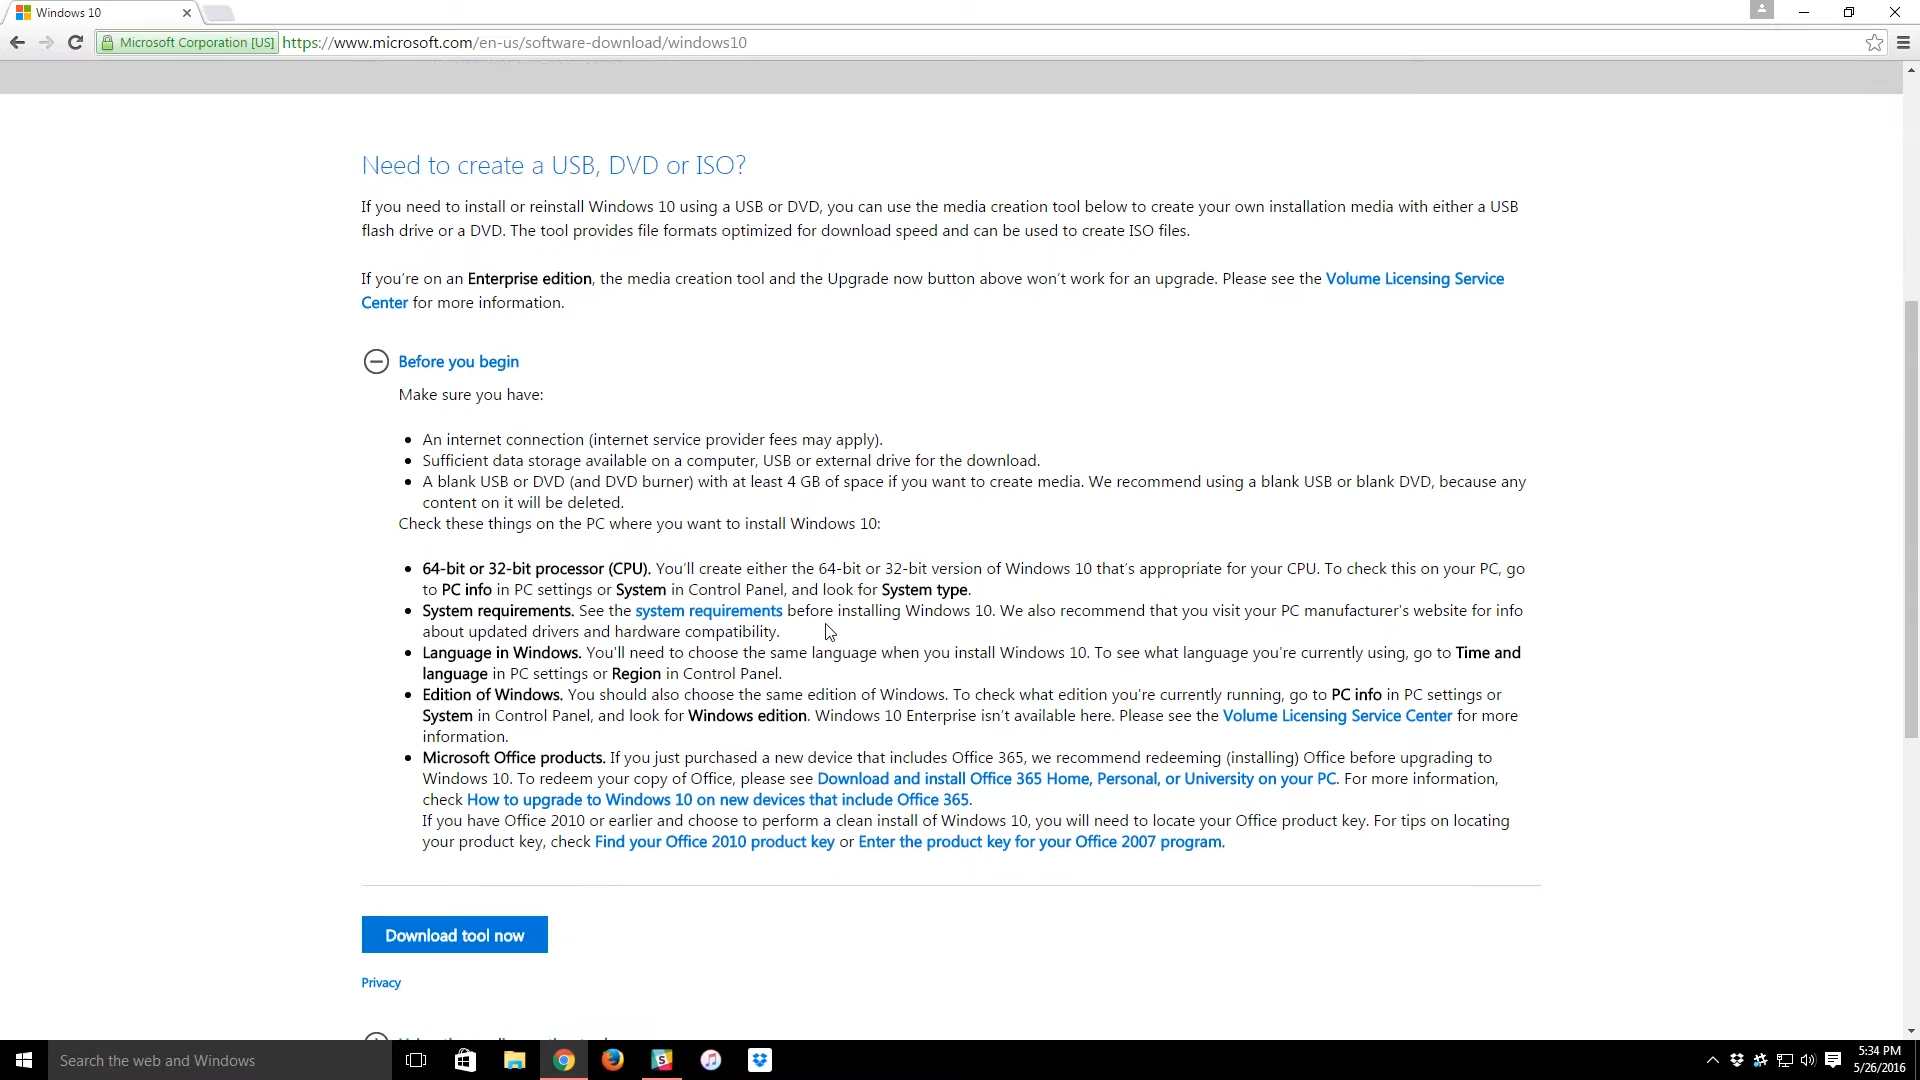 Windows 10
Microsoft Corporation [US] https://www.microsoft.com/en-us/software-download/windows10
Need to create a USB, DVD or ISO?
If you need to install or reinstall Windows 10 using a USB or DVD, you can use the media creation tool below to create your own installation media with either a USB
flash drive or a DVD. The tool provides file formats optimized for download speed and can be used to create ISO files.
If you're on an Enterprise edition, the media creation tool and the Upgrade now button above won't work for an upgrade. Please see the Volume Licensing Service
Center for more information.
Before you begin
Make sure you have:
• An internet connection (internet service provider fees may apply).
• Sufficient data storage available on a computer, USB or external drive for the download.
• A blank USB or DVD (and DVD burner) with at least 4 GB of space if you want to create media. We recommend using a blank USB or blank DVD, because any
content on it will be deleted.
Check these things on the PC where you want to install Windows 10:
• 64-bit or 32-bit processor (CPU). You'll create either the 64-bit or 32-bit version of Windows 10 that's appropriate for your CPU. To check this on your PC, go
to PC info in PC settings or System in Control Panel, and look for System type.
• System requirements. See the system requirements before installing Windows 10. We also recommend that you visit your PC manufacturer's website for info
about updated drivers and hardware compatibility.
• Language in Windows. You'll need to choose the same language when you install Windows 10. To see what language you're currently using, go to Time and
language in PC settings or Region in Control Panel.
• Edition of Windows. You should also choose the same edition of Windows. To check what edition you're currently running, go to PC info in PC settings or
System in Control Panel, and look for Windows edition. Windows 10 Enterprise isn't available here. Please see the Volume Licensing Service Center for more
information.
• Microsoft Office products. If you just purchased a new device that includes Office 365, we recommend redeeming (installing) Office before upgrading to
Windows 10. To redeem your copy of Office, please see Download and install Office 365 Home, Personal, or University on your PC. For more information,
check How to upgrade to Windows 10 on new devices that include Office 365.
If you have Office 2010 or earlier and choose to perform a clean install of Windows 10, you will need to locate your Office product key. For tips on locating
your product key, check Find your Office 2010 product key or Enter the product key for your Office 2007 program.
Download tool now
Privacy
Search the web and Windows
5:34 PM
5/26/2016